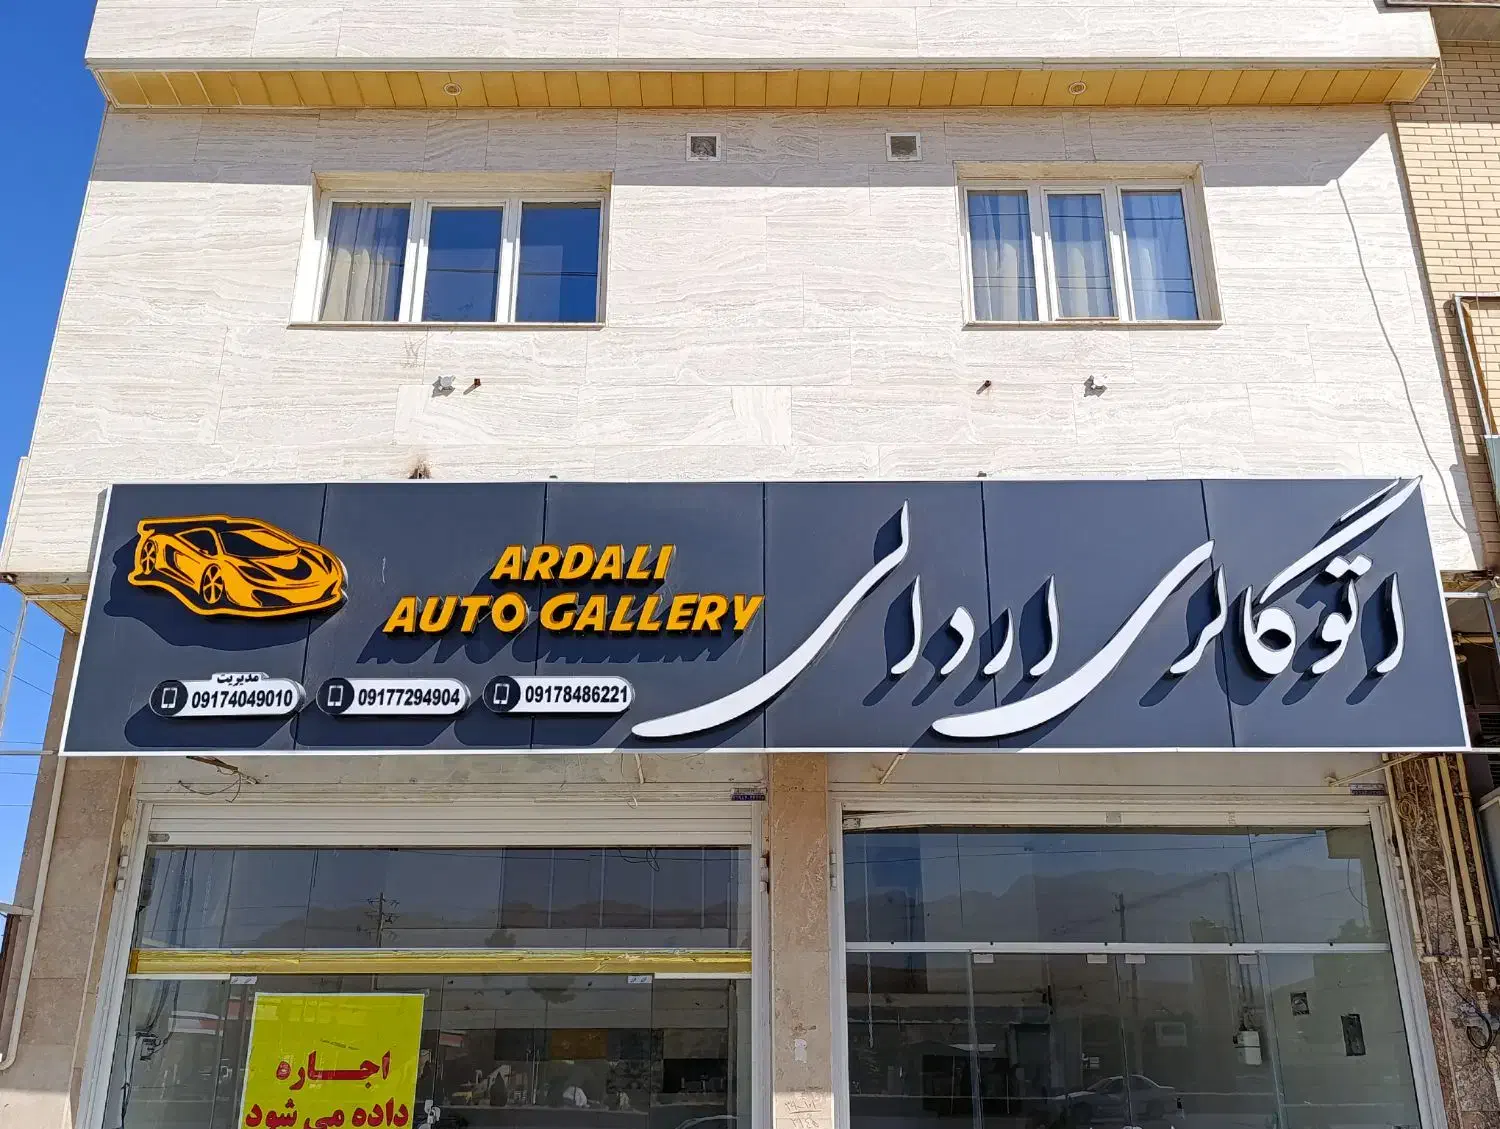 اتوگالری اردالی
ARDALI
AUTO GALLERY
مدیریت
09174049010
09177294904
09178486221
اجاره
داده می شود